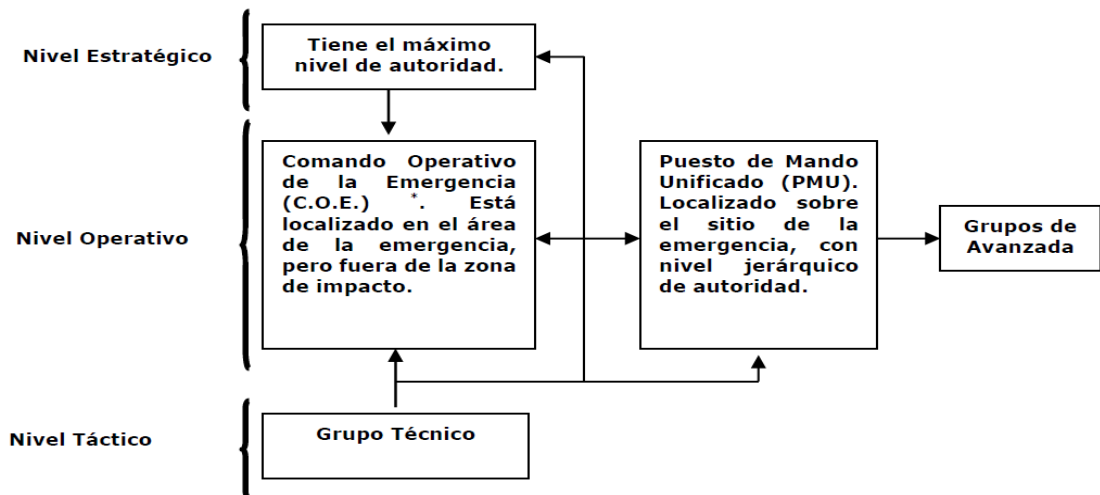 Nivel Estratégico
Tiene el máximo
nivel de autoridad.
Nivel Operativo
Comando Operativo
de la Emergencia
(C.O.E.) *. Está
localizado en el área
de la emergencia,
pero fuera de la zona
de impacto.
Puesto de Mando
Unificado (PMU).
Localizado sobre
el sitio de la
emergencia, con
nivel jerárquico
de autoridad.
Grupos de
Avanzada
Nivel Táctico
Grupo Técnico